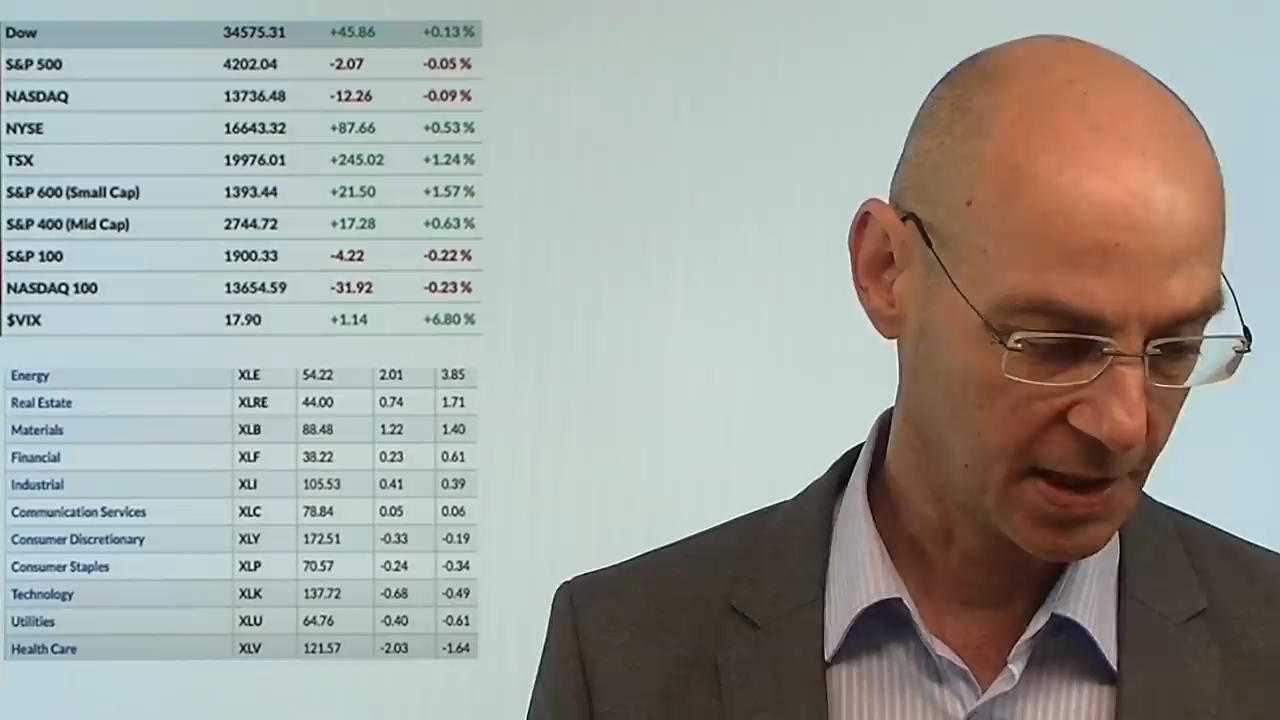 Dow 34575.31 +45.86 +0.13 %
S&P 500 4202.04 -2.07 -0.05 %
NASDAQ 13736.48 -12.26 -0.09 %
NYSE 16643.32 +87.66 +0.53 %
TSX 19976.01 +245.02 +1.24 %
S&P 600 (Small Cap) 1393.44 +21.50 +1.57 %
S&P 400 (Mid Cap) 2744.72 +17.28 +0.63 %
S&P 100 1900.33 -4.22 -0.22 %
NASDAQ 100 13654.59 -31.92 -0.23 %
$VIX 17.90 +1.14 +6.80 %
Energy XLE 54.22 2.01 3.85
Real Estate XLRE 44.00 0.74 1.71
Materials XLB 88.48 1.22 1.40
Financial XLF 38.22 0.23 0.61
Industrial XLI 105.53 0.41 0.39
Communication Services XLC 78.84 0.05 0.06
Consumer Discretionary XLY 172.51 -0.33 -0.19
Consumer Staples XLP 70.57 -0.24 -0.34
Technology XLK 137.72 -0.68 -0.49
Utilities XLU 64.76 -0.40 -0.61
Health Care XLV 121.57 -2.03 -1.64